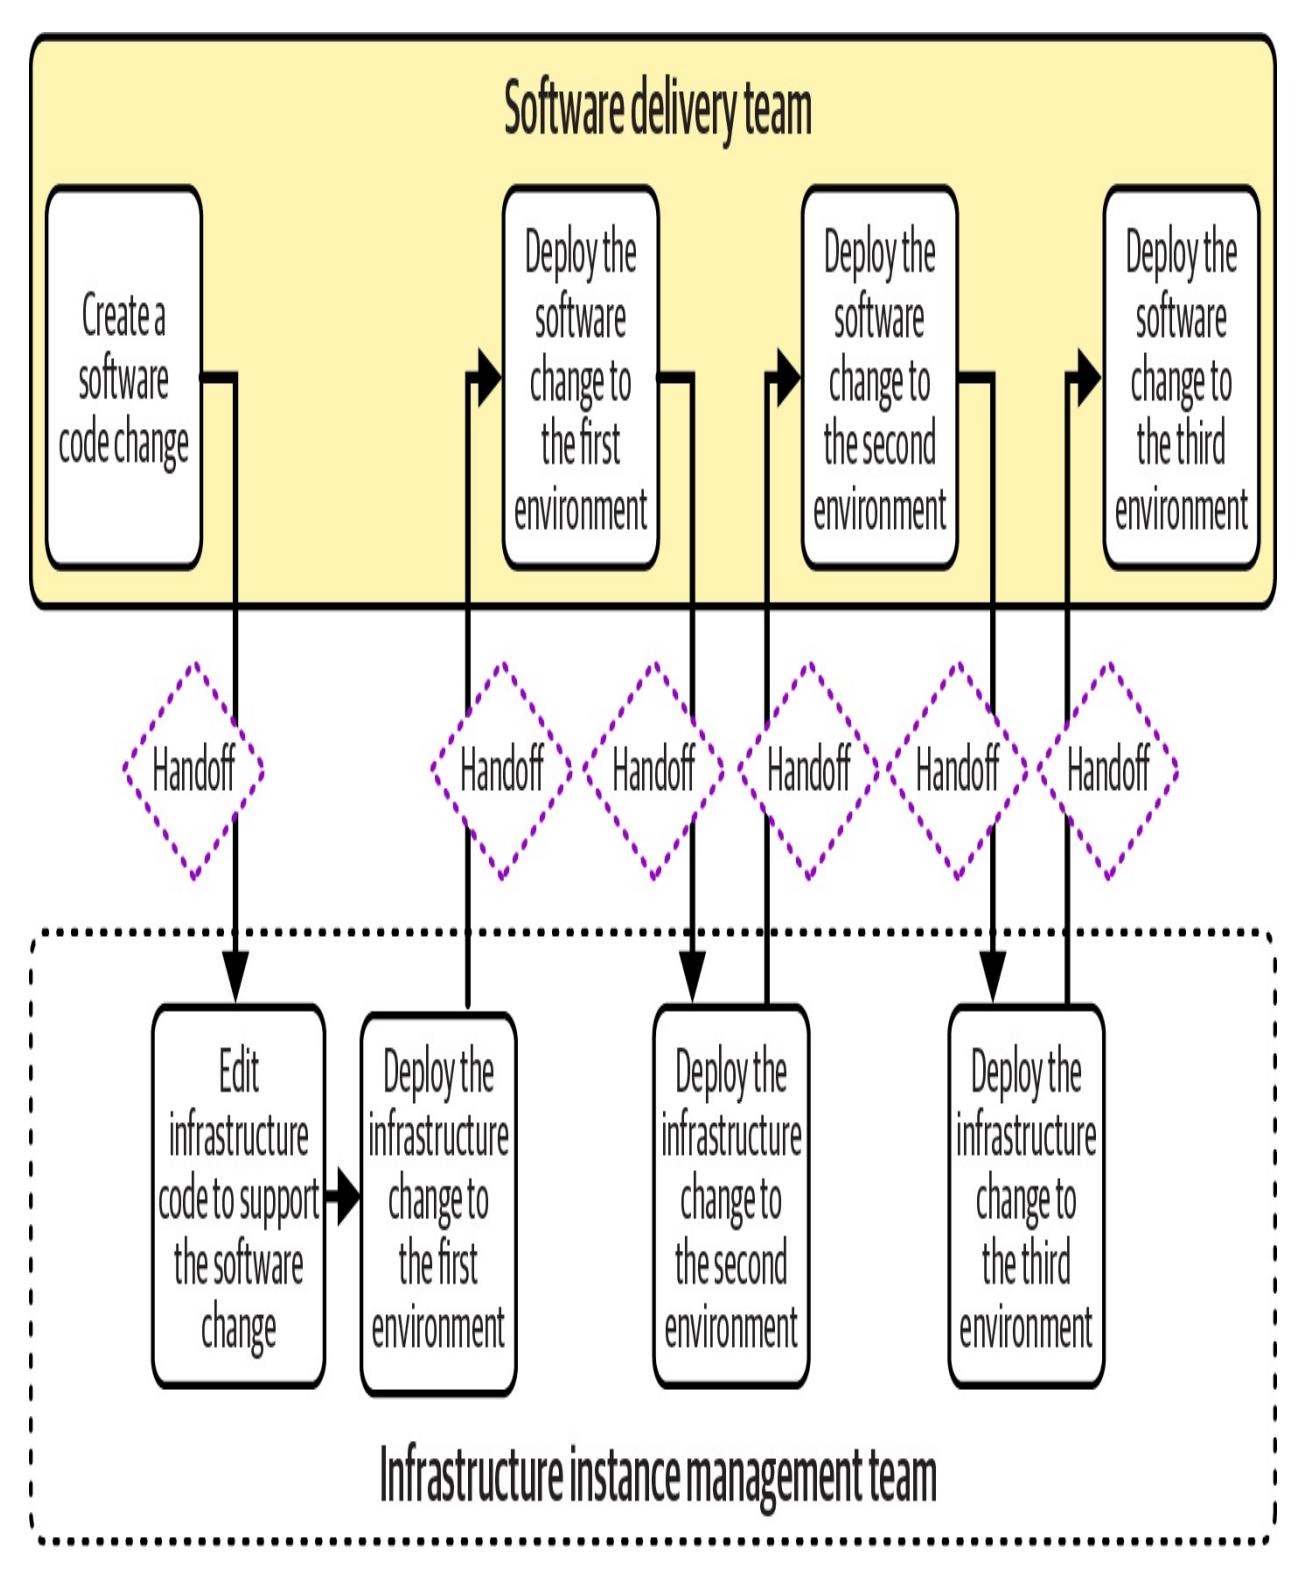 Software delivery team
Create a
software
code change
Deploy the
software
change to
the first
environment
Deploy the
software
change to
the second
environment
Deploy the
software
change to
the third
environment
Handoff
Handoff
Handoff
Handoff
Handoff
Handoff
Edit
infrastructure
code to support
the software
change
Deploy the
infrastructure
change to
the first
environment
Deploy the
infrastructure
change to
the second
environment
Deploy the
infrastructure
change to
the third
environment
Infrastructure instance management team